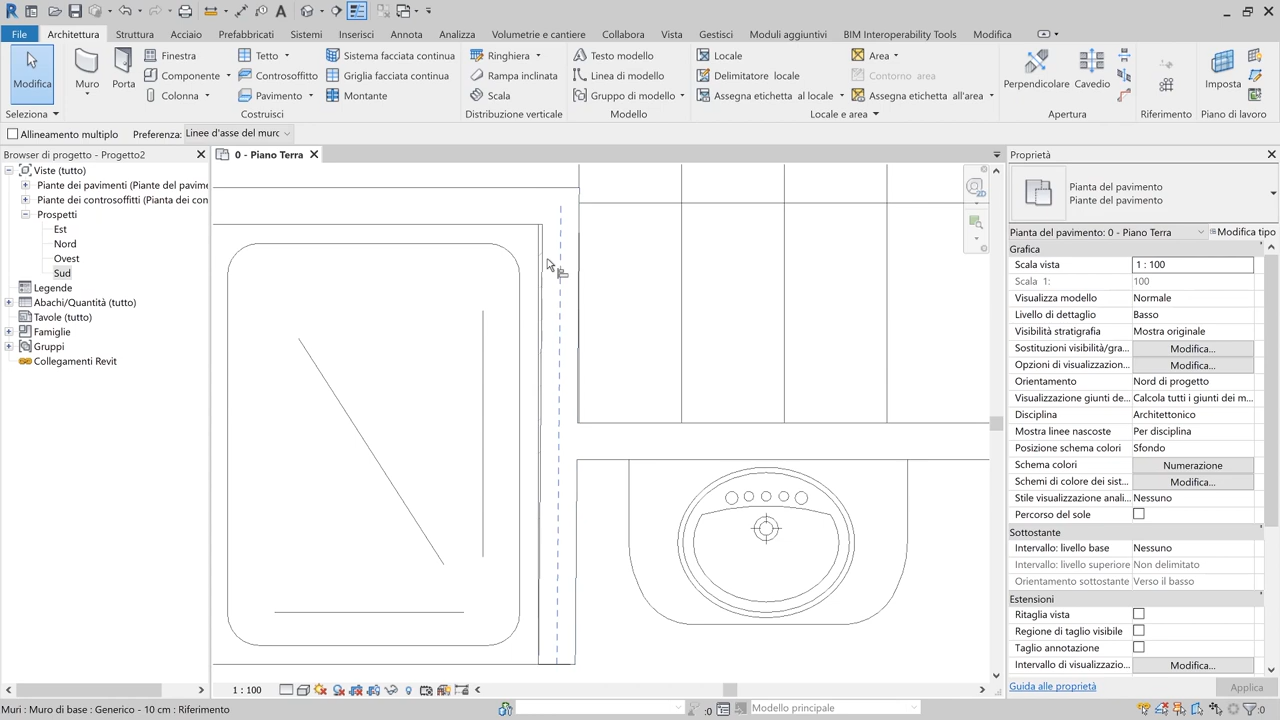 File
Architettura
Struttura
Acciaio
Prefabbricati
Sistemi
Inserisci
Annota
Analizza
Volumetrie e cantiere
Collabora
Vista
Gestisci
Moduli aggiuntivi
BIM Interoperability Tools
Modifica
Modifica
Muro
Porta
Finestra
Componente
Colonna
Tetto
Controsoffitto
Pavimento
Sistema facciata continua
Griglia facciata continua
Montante
Ringhiera
Rampa inclinata
Scala
Testo modello
Linea di modello
Gruppo di modello
Locale
Delimitatore locale
Assegna etichetta al locale
Area
Contorno area
Assegna etichetta all'area
Perpendicolare
Cavedio
Imposta
Seleziona
Costruisci
Distribuzione verticale
Modello
Locale e area
Apertura
Riferimento
Piano di lavoro
Allineamento multiplo
Preferenza:
Linee d'asse del murc
Browser di progetto - Progetto2
0 - Piano Terra
Proprietà
Viste (tutto)
Piante dei pavimenti (Piante del pavime
Piante dei controsoffitti (Pianta dei con
Prospetti
Est
Nord
Ovest
Sud
Legende
Abachi/Quantità (tutto)
Tavole (tutto)
Famiglie
Gruppi
Collegamenti Revit
2D
Pianta del pavimento
Piante del pavimento
Pianta del pavimento: 0 - Piano Terra
Modifica tipo
Grafica
Scala vista 1 : 100
Scala 1: 100
Visualizza modello Normale
Livello di dettaglio Basso
Visibilità stratigrafia Mostra originale
Sostituzioni visibilità/gra... Modifica...
Opzioni di visualizzazion... Modifica...
Orientamento Nord di progetto
Visualizzazione giunti de... Calcola tutti i giunti dei m...
Disciplina Architettonico
Mostra linee nascoste Per disciplina
Posizione schema colori Sfondo
Schema colori Numerazione
Schemi di colore dei sist... Modifica...
Stile visualizzazione anali... Nessuno
Percorso del sole
Sottostante
Intervallo: livello base Nessuno
Intervallo: livello superiore Non delimitato
Orientamento sottostante Verso il basso
Estensioni
Ritaglia vista
Regione di taglio visibile
Taglio annotazione
Intervallo di visualizzazio... Modifica...
Guida alle proprietà
Applica
1 : 100
Muri : Muro di base : Generico - 10 cm : Riferimento
:0
Modello principale
:0